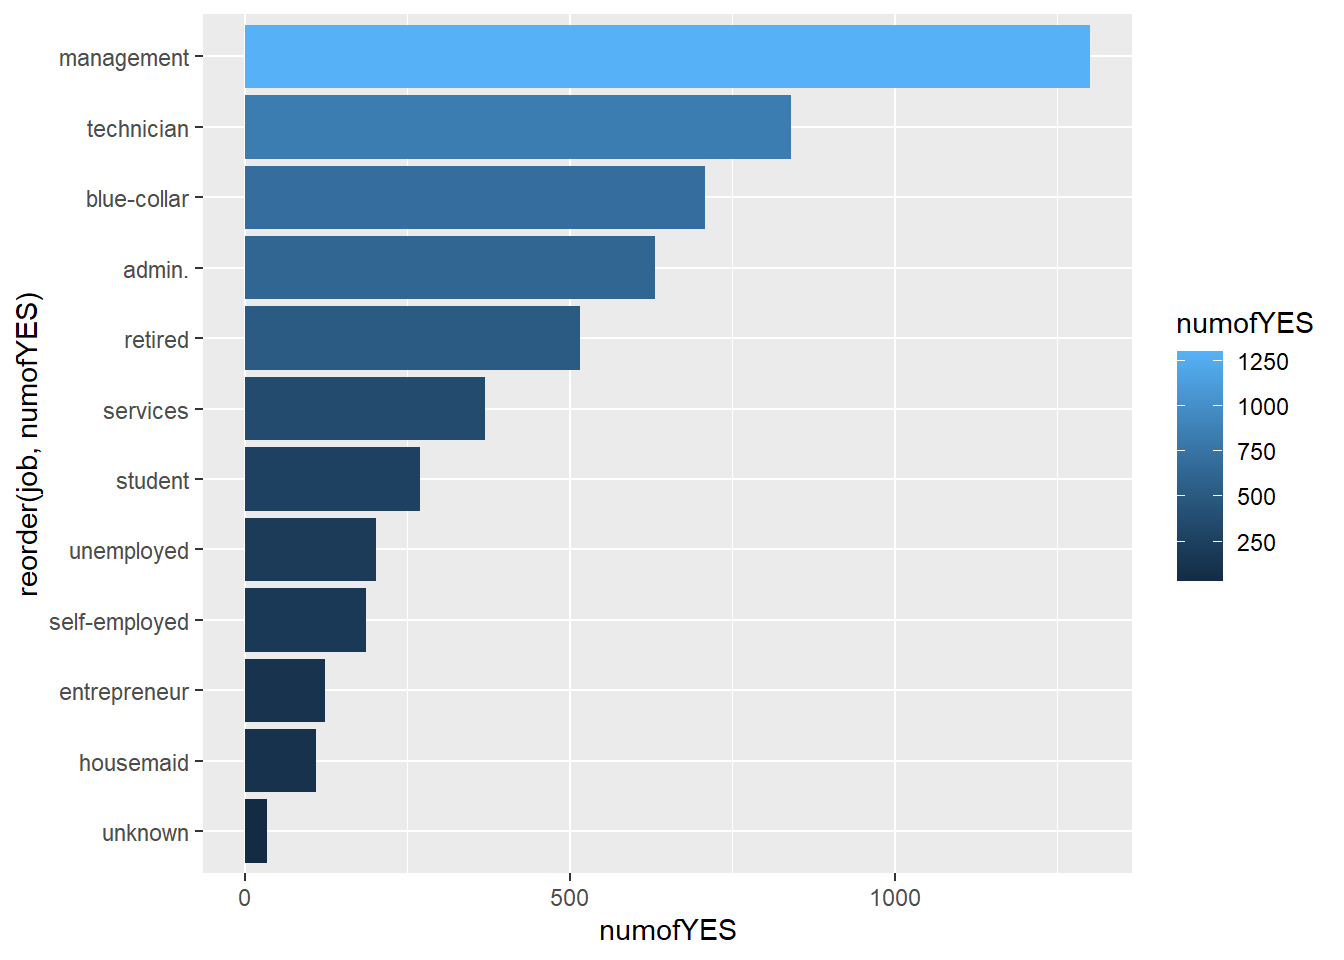 reorder(job, numofYES)
management
technician
blue-collar
admin.
retired
services
student
unemployed
self-employed
entrepreneur
housemaid
unknown
0 500 1000
numofYES
numofYES
1250
1000
750
500
250